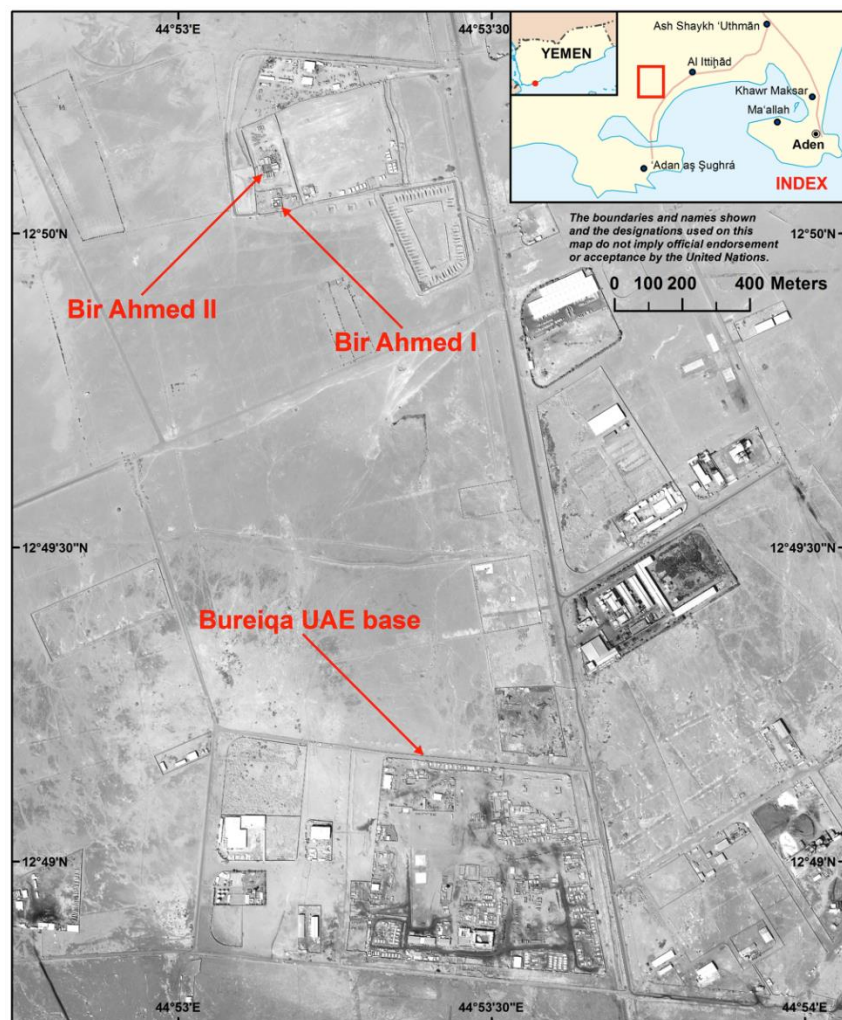 44°53'E
44°53'30"E
YEMEN
Ash Shaykh ‘Uthmān
Al Ittiḩād
Khawr Maksar
Ma‘allah
Aden
‘Adan aş Şughrá
INDEX
The boundaries and names shown
and the designations used on this
map do not imply official endorsement
or acceptance by the United Nations.
12°50'N
12°50'N
0 100 200 400 Meters
Bir Ahmed II
Bir Ahmed I
12°49'30"N
12°49'30"N
Bureiqa UAE base
12°49'N
12°49'N
44°53'E
44°53'30"E
44°54'E